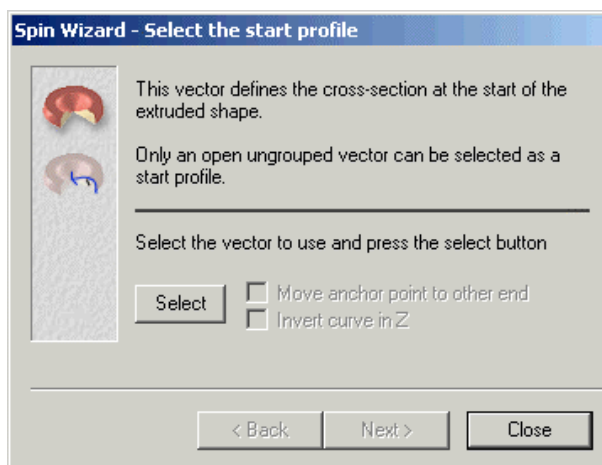 Spin Wizard - Select the start profile
This vector defines the cross-section at the start of the
extruded shape.
Only an open ungrouped vector can be selected as a
start profile.
Select the vector to use and press the select button
Select
Move anchor point to other end
Invert curve in Z
< Back
Next >
Close